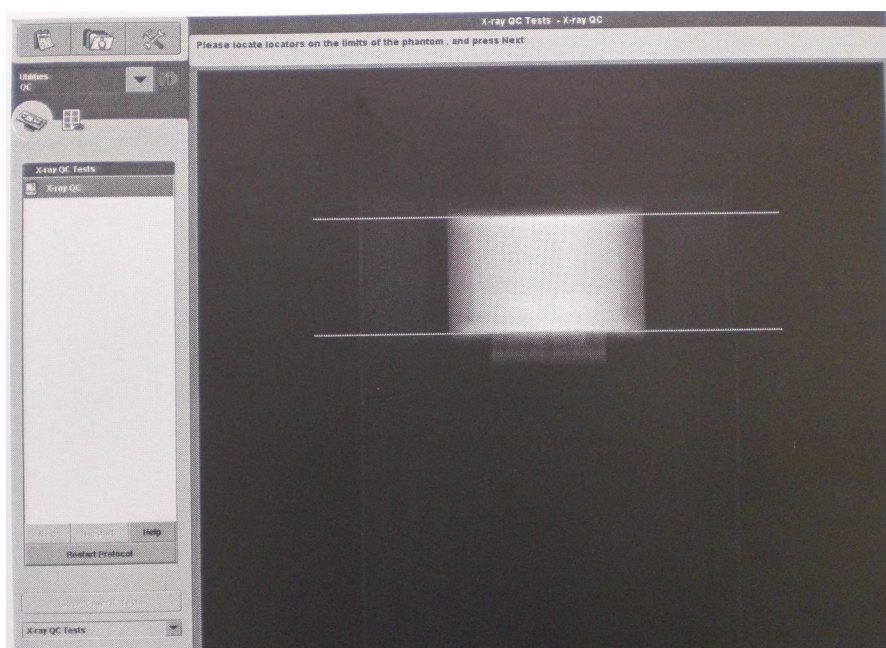 X-ray QC Tests - X-ray QC
Please locate locators on the limits of the phantom , and press Next
Utilities
QC
X-ray QC Tests
X-ray QC
Help
Restart Protocol
X-ray QC Tests